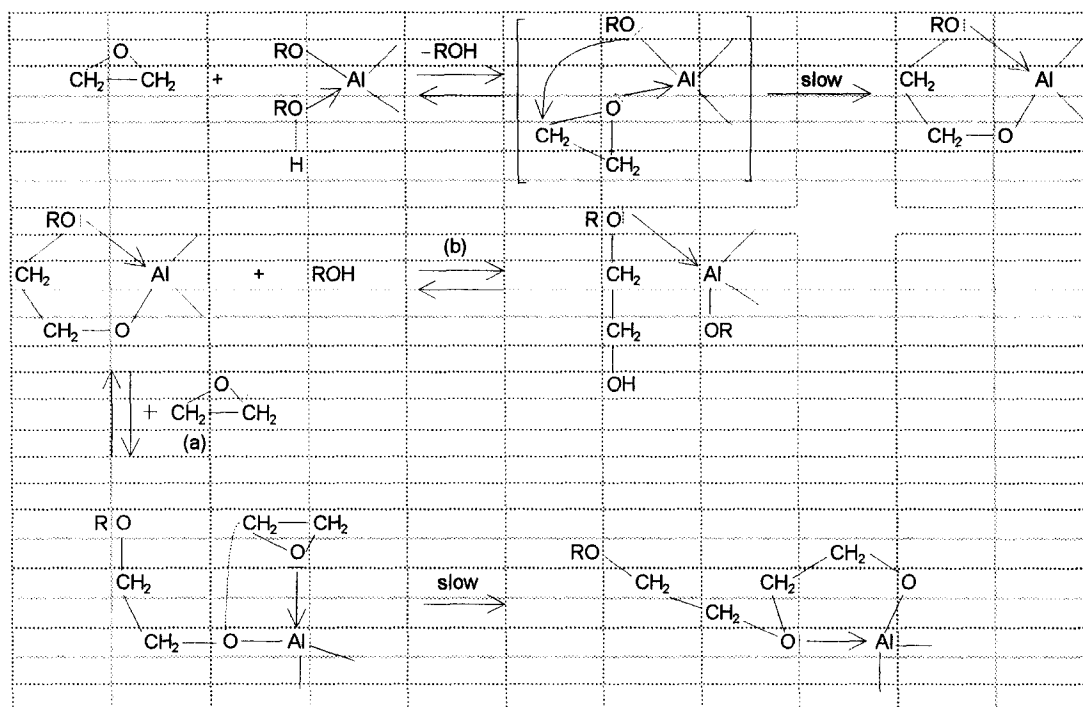 RO RO
O RO –ROH RO
CH2 CH2 + Al Al slow CH2 Al
RO O
H CH2 CH2 CH2 O
RO (b) R O
CH2 Al + ROH CH2 Al
CH2 O CH2 OR
O OH
+ CH2 CH2
(a)
R O CH2 CH2 CH2
O RO
CH2 slow CH2 CH2 O
CH2 O Al CH2 O Al